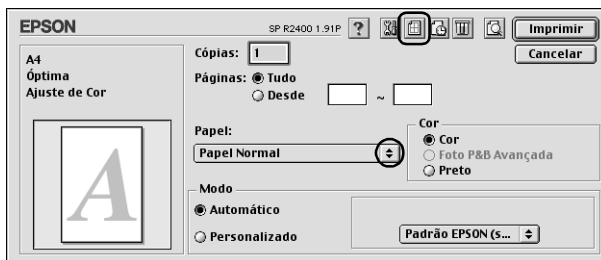 EPSON
SP R2400 1.91P
?
Imprimir
A4
Óptima
Ajuste de Cor
Cópias: 1
Cancelar
Páginas: Tudo
Desde ~
Papel:
Papel Normal
Cor
Cor
Foto P&B Avançada
Preto
A
Modo
Automático
Personalizado
Padrão EPSON (s...